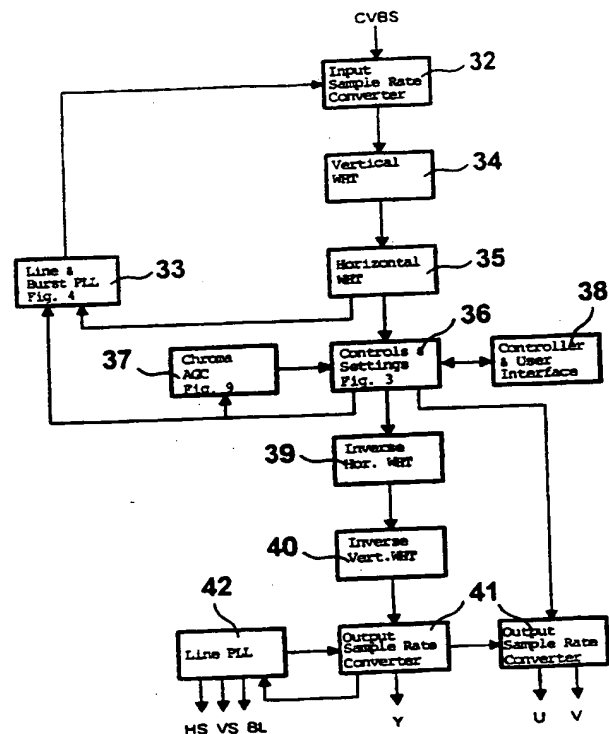 CVBS
Input
Sample Rate
Converter
32
Vertical
WHT
34
Line &
Burst PLL
Fig. 4
33
Horizontal
WHT
35
Chroma
AGC
Fig. 9
37
Controls &
Settings
Fig. 3
36
Controller
& User
Interface
38
Inverse
Hor. WHT
39
Inverse
Vert.WHT
40
Line PLL
42
Output
Sample Rate
Converter
41
Output
Sample Rate
Converter
HS VS BL
Y
U V